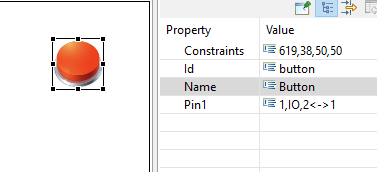 Property Value
Constraints 619,38,50,50
Id button
Name Button
Pin1 1,IO,2<->1